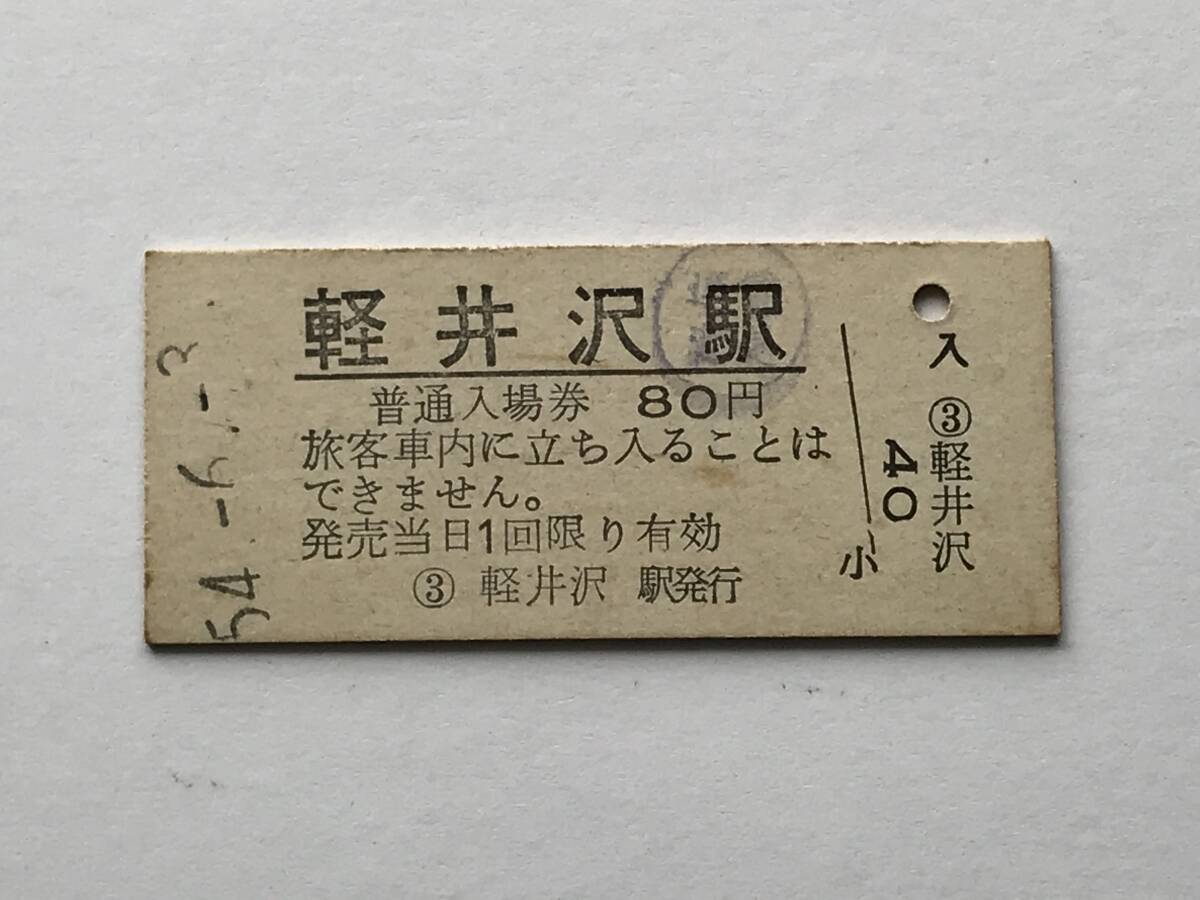 54.-6.-3
軽井沢駅
普通入場券 80円
旅客車内に立ち入ることは
できません。
発売当日1回限り有効
③ 軽井沢 駅発行
小 40
入 ③軽井沢